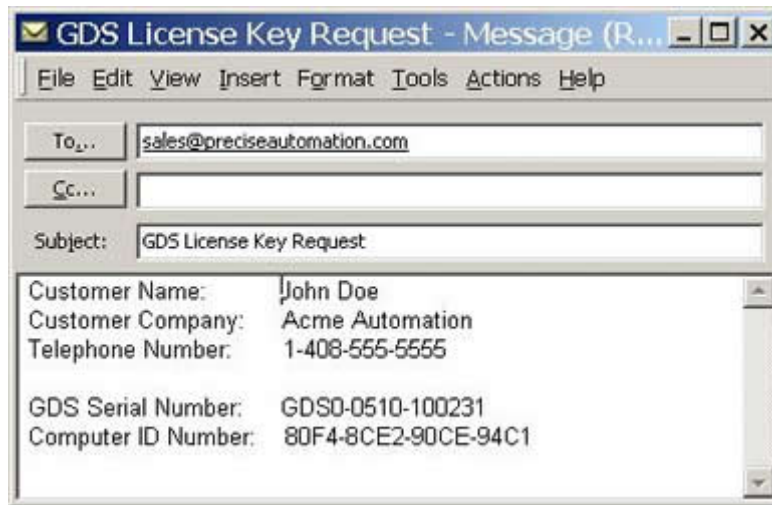 GDS License Key Request - Message (R...
File Edit View Insert Format Tools Actions Help
To... sales@preciseautomation.com
Cc...
Subject: GDS License Key Request
Customer Name: John Doe
Customer Company: Acme Automation
Telephone Number: 1-408-555-5555
GDS Serial Number: GDS0-0510-100231
Computer ID Number: 80F4-8CE2-90CE-94C1